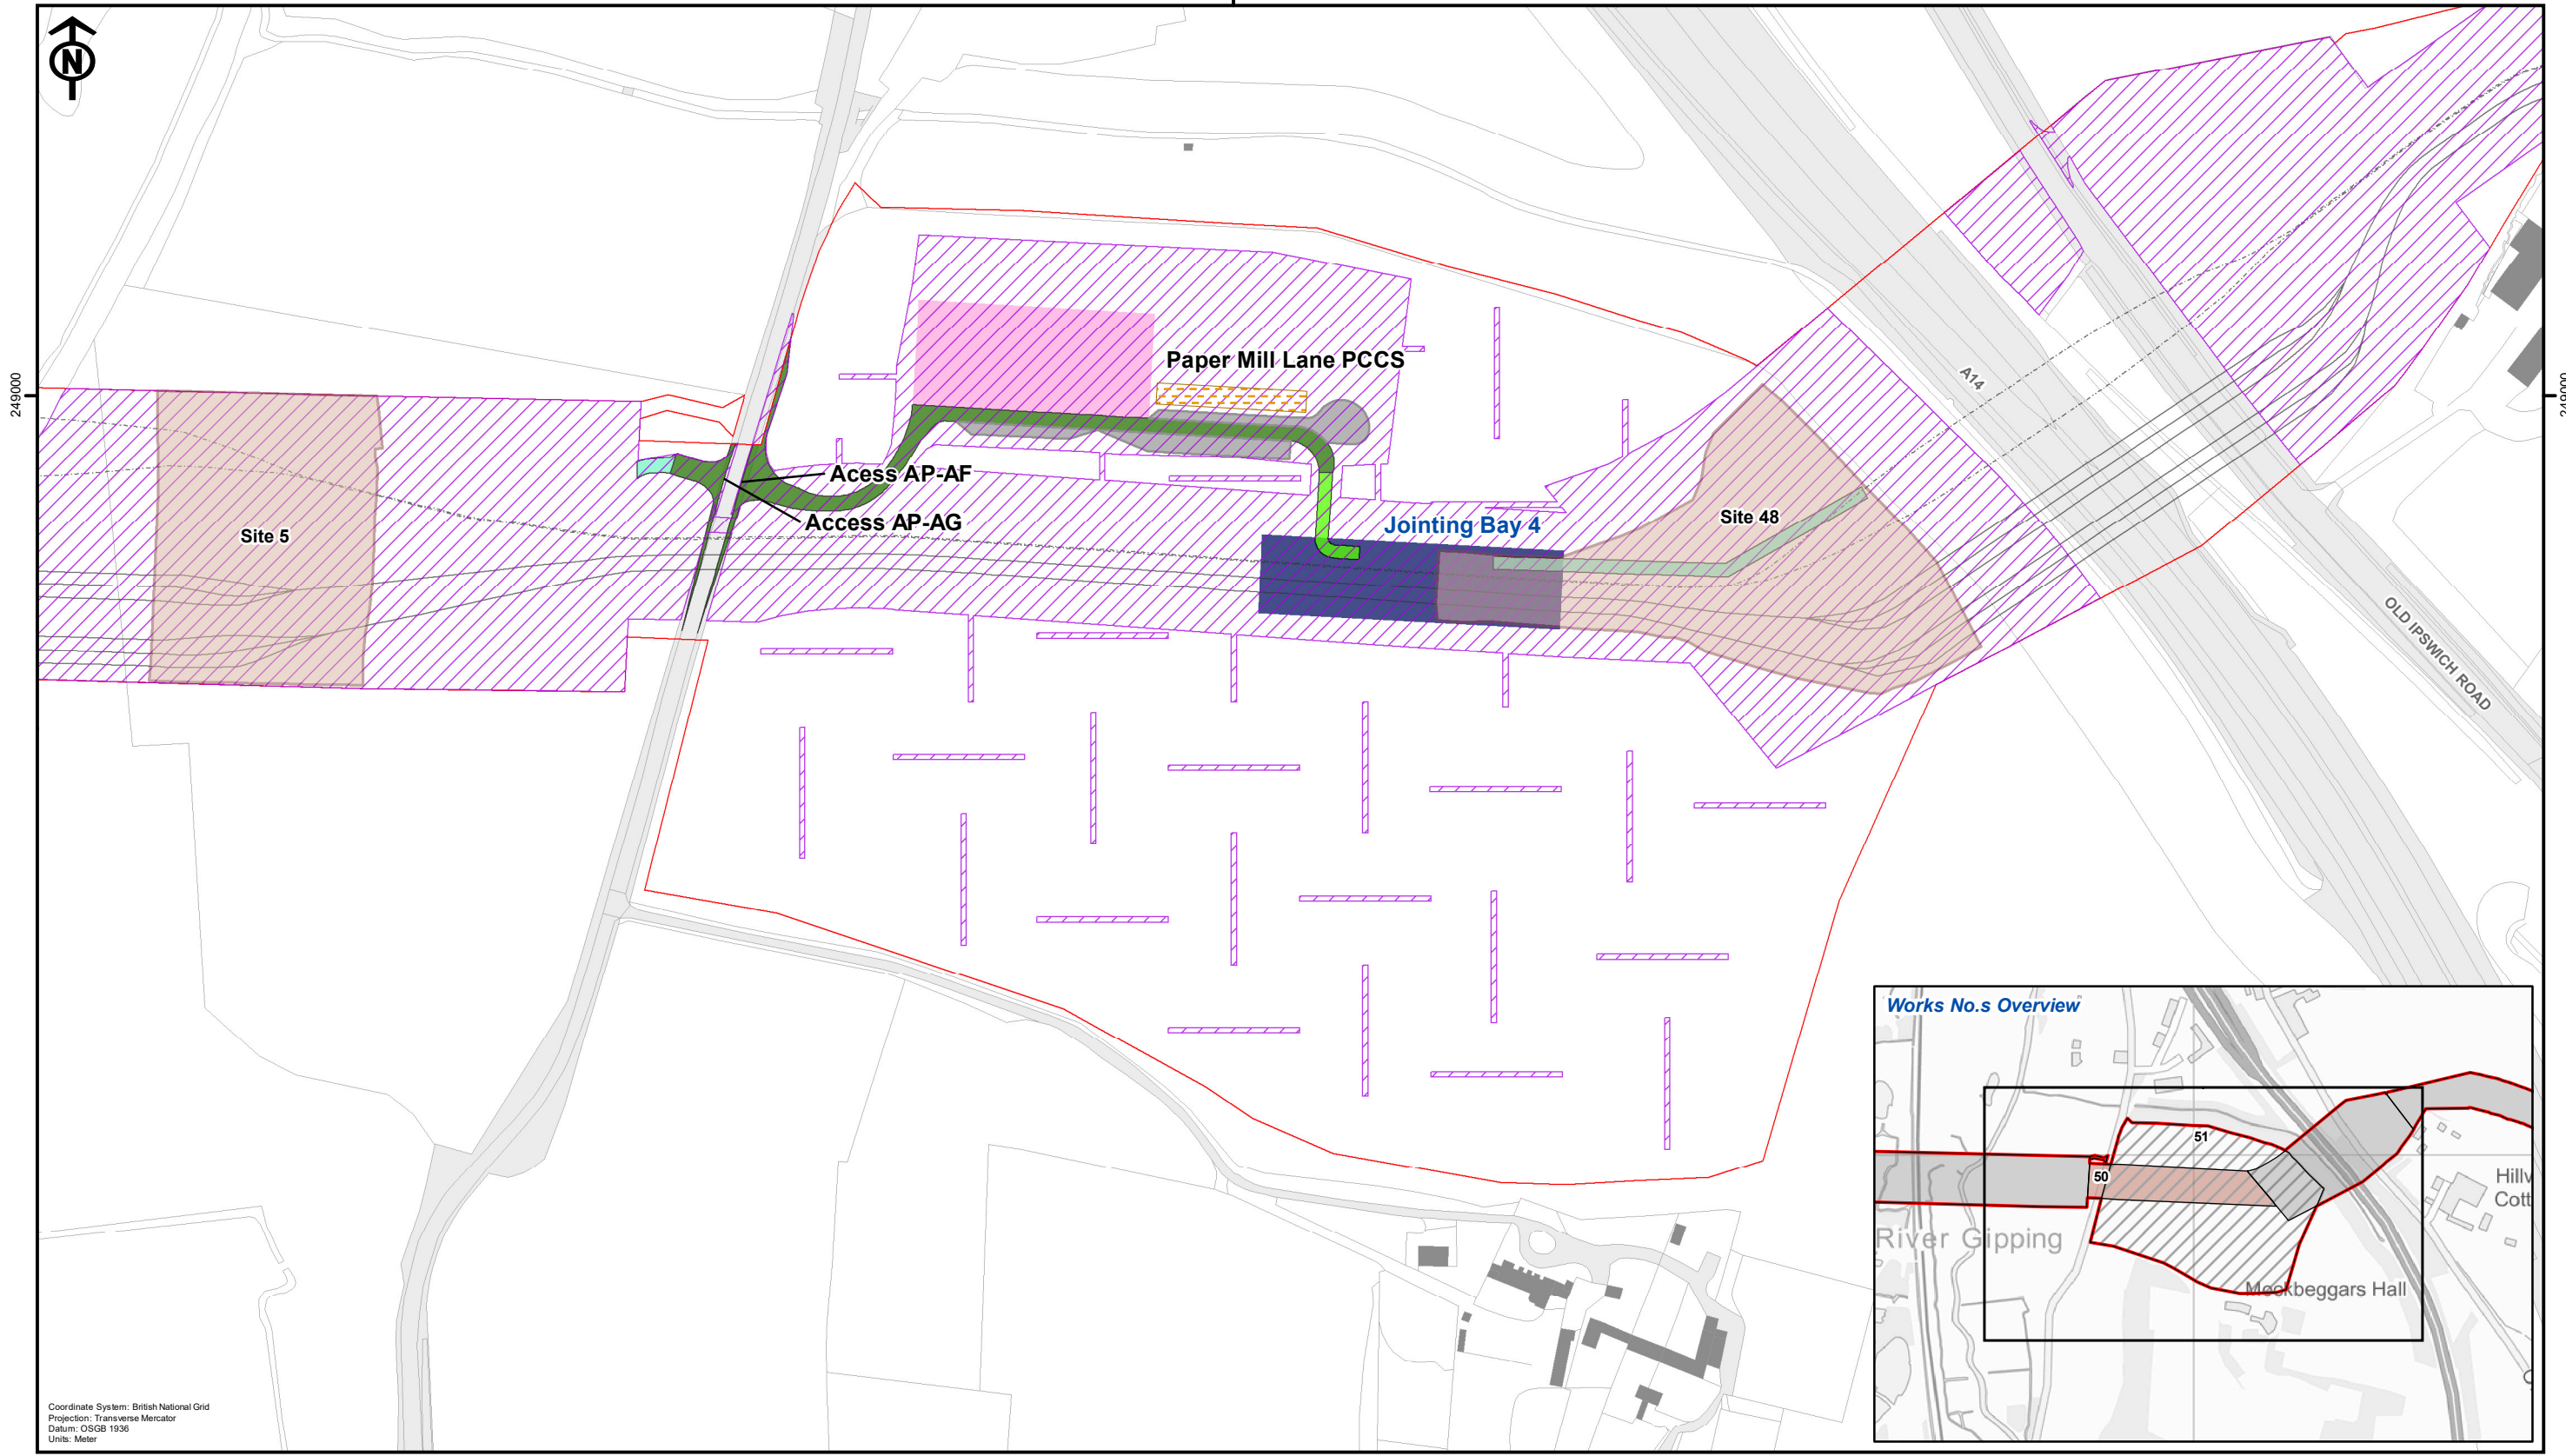 N
249000
249000
Paper Mill Lane PCCS
A14
Acess AP-AF
Access AP-AG
Jointing Bay 4
Site 48
Site 5
OLD IPSWICH ROAD
Works No.s Overview
51
50
River Gipping
Mockbeggars Hall
Coordinate System: British National Grid
Projection: Transverse Mercator
Datum: OSGB 1936
Units: Meter